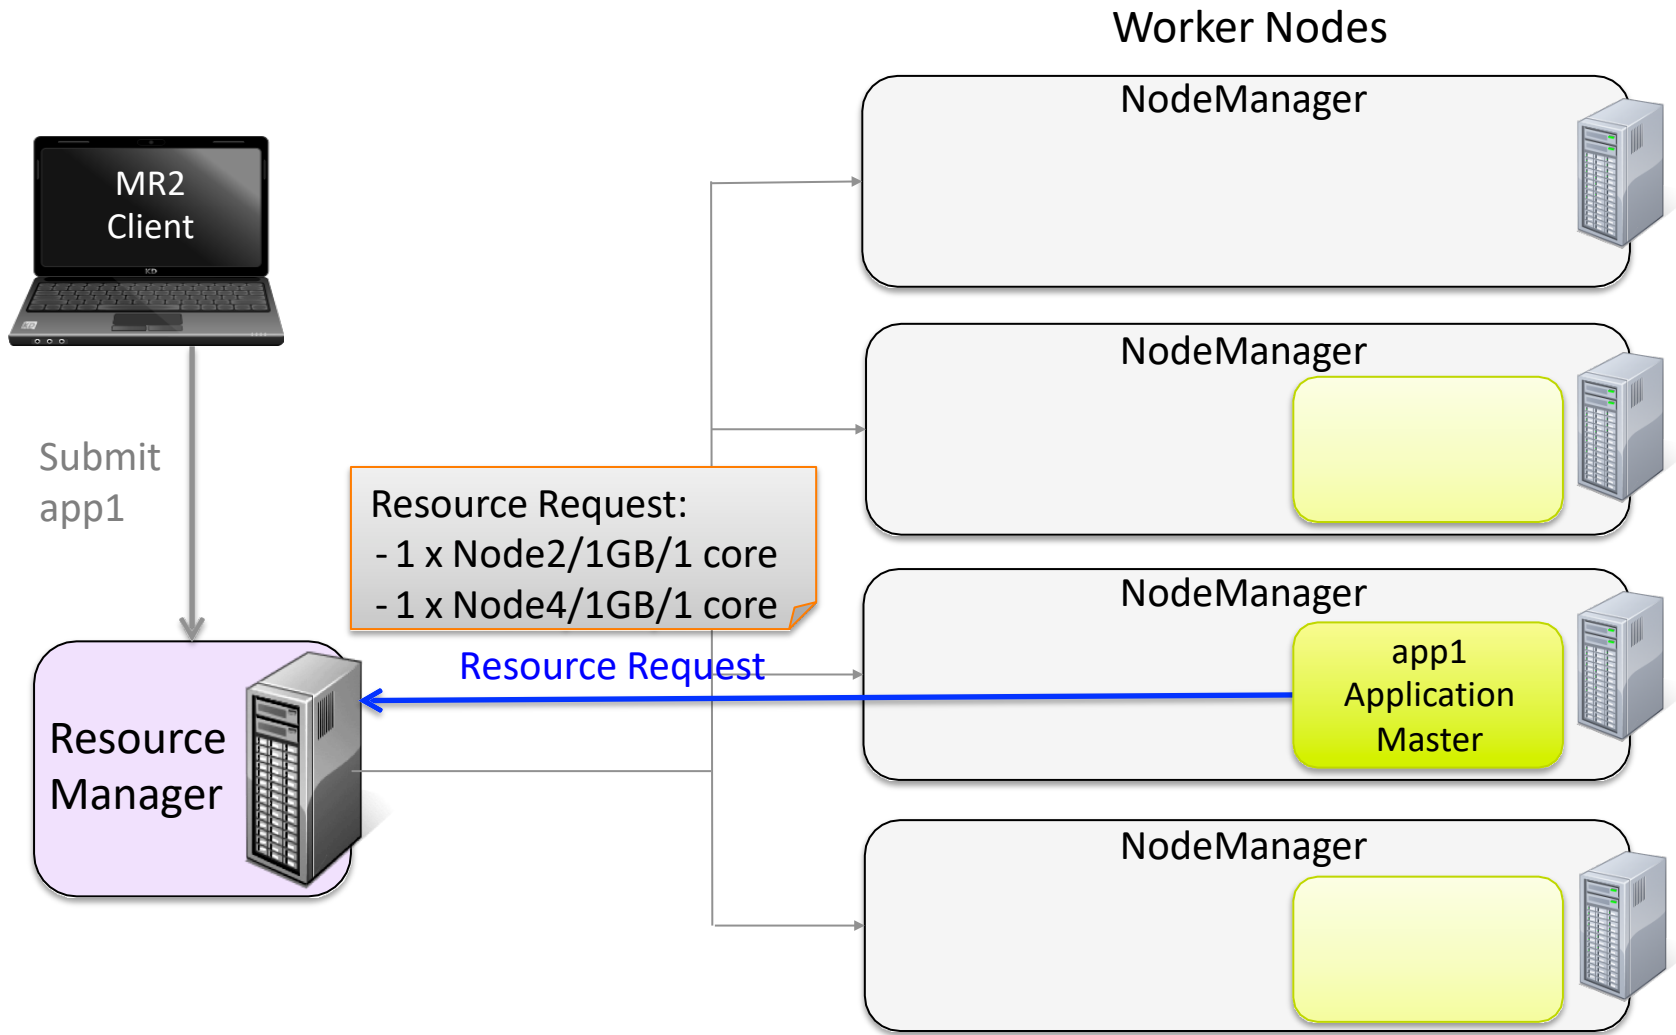 Worker Nodes
NodeManager
MR2
Client
KD
NodeManager
Submit
app1
Resource Request:
- 1 x Node2/1GB/1 core
- 1 x Node4/1GB/1 core
NodeManager
Resource Request
app1
Application
Master
Resource
Manager
NodeManager